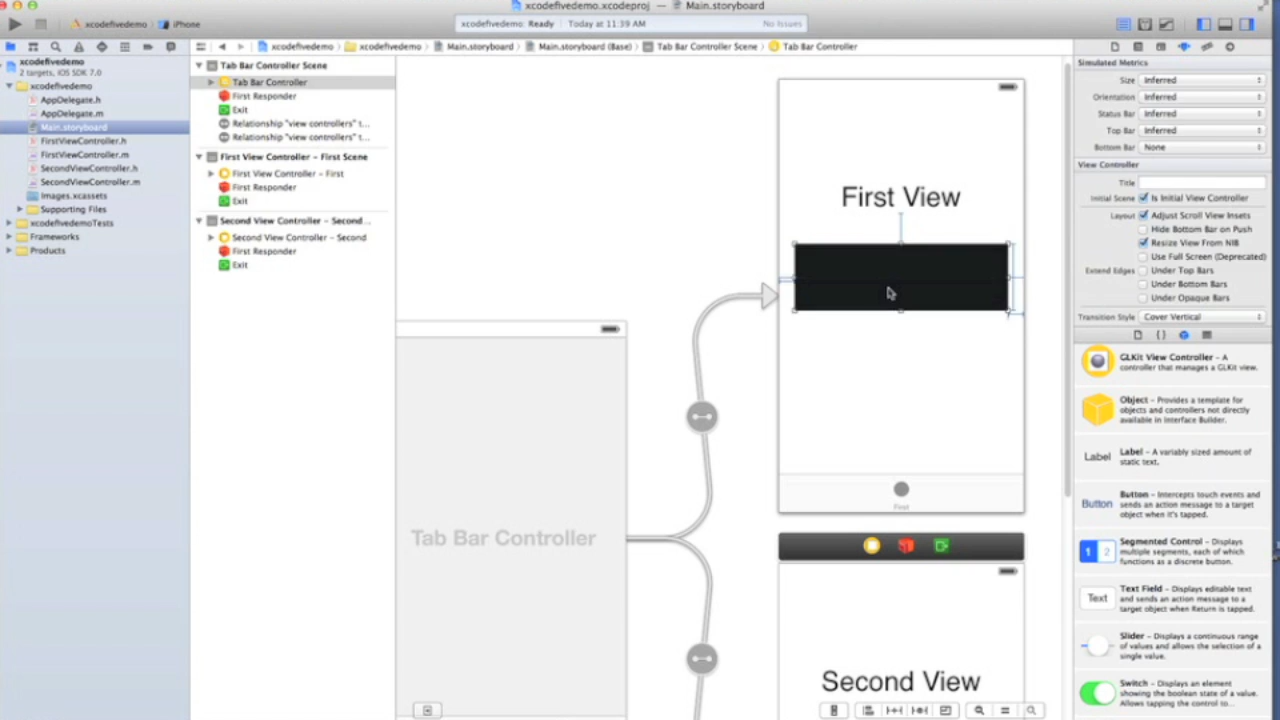 xcodefivedemo.xcodeproj — Main.storyboard
xcodefivedemo
iPhone
xcodefivedemo: Ready
Today at 11:39 AM
No Issues
xcodefivedemo
xcodefivedemo
Main.storyboard
Main.storyboard (Base)
Tab Bar Controller Scene
Tab Bar Controller
xcodefivedemo
2 targets, iOS SDK 7.0
xcodefivedemo
AppDelegate.h
AppDelegate.m
Main.storyboard
FirstViewController.h
FirstViewController.m
SecondViewController.h
SecondViewController.m
Images.xcassets
Supporting Files
xcodefivedemoTests
Frameworks
Products
Tab Bar Controller Scene
Tab Bar Controller
First Responder
Exit
Relationship "view controllers" t...
Relationship "view controllers" t...
First View Controller – First Scene
First View Controller – First
First Responder
Exit
Second View Controller – Second...
Second View Controller – Second
First Responder
Exit
First View
First
Tab Bar Controller
Second View
Simulated Metrics
Size Inferred
Orientation Inferred
Status Bar Inferred
Top Bar Inferred
Bottom Bar None
View Controller
Title
Initial Scene Is Initial View Controller
Layout Adjust Scroll View Insets
Hide Bottom Bar on Push
Resize View From NIB
Use Full Screen (Deprecated)
Extend Edges Under Top Bars
Under Bottom Bars
Under Opaque Bars
Transition Style Cover Vertical
GLKit View Controller – A
controller that manages a GLKit view.
Object – Provides a template for
objects and controllers not directly
available in Interface Builder.
Label
Label – A variably sized amount of
static text.
Button
Button – Intercepts touch events and
sends an action message to a target
object when it's tapped.
1 2
Segmented Control – Displays
multiple segments, each of which
functions as a discrete button.
Text
Text Field – Displays editable text
and sends an action message to a
target object when Return is tapped.
Slider – Displays a continuous range
of values and allows the selection of a
single value.
Switch – Displays an element
showing the boolean state of a value.
Allows tapping the control to...